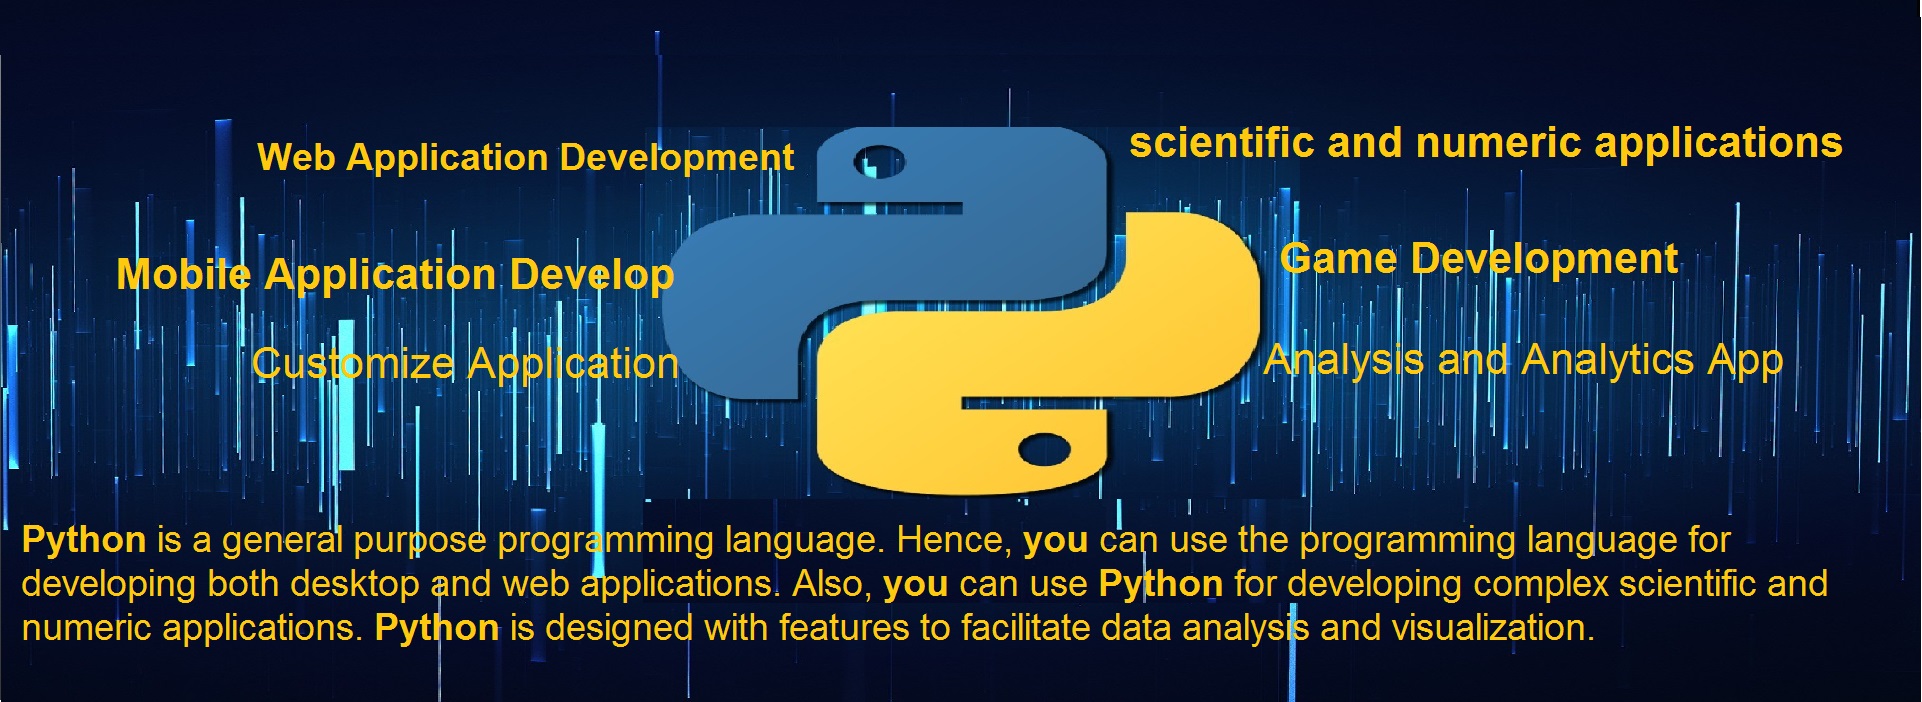 Web Application Development
scientific and numeric applications
Mobile Application Develop
Game Development
Customize Application
Analysis and Analytics App
Python is a general purpose programming language. Hence, you can use the programming language for
developing both desktop and web applications. Also, you can use Python for developing complex scientific and
numeric applications. Python is designed with features to facilitate data analysis and visualization.